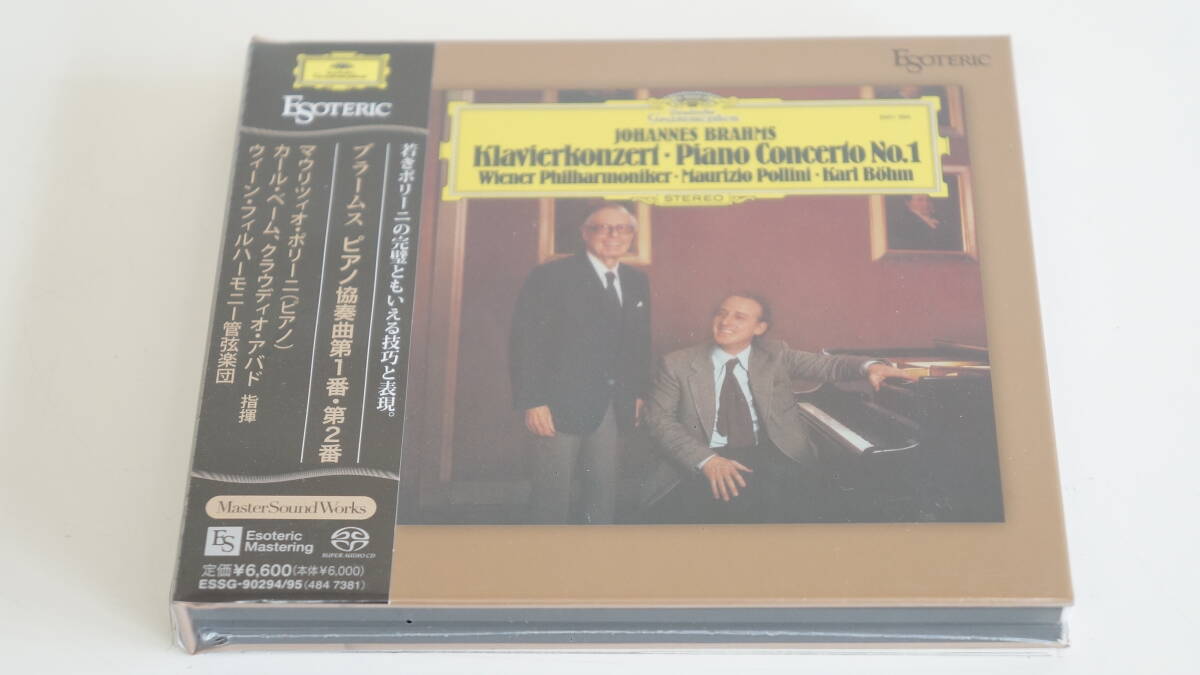 ESOTERIC
若きポリーニの完璧ともいえる技巧と表現。
ブラームス ピアノ協奏曲第1番・第2番
マウリツィオ・ポリーニ(ピアノ)
カール・ベーム、クラウディオ・アバド 指揮
ウィーン・フィルハーモニー管弦楽団
MasterSoundWorks
ES Esoteric
Mastering
SUPER AUDIO CD
定価¥6,600(本体¥6,000)
ESSG-90294/95(484 7381)
ESOTERIC
Deutsche
Grammophon
JOHANNES BRAHMS
Klavierkonzert · Piano Concerto No.1
Wiener Philharmoniker · Maurizio Pollini · Karl Böhm
STEREO